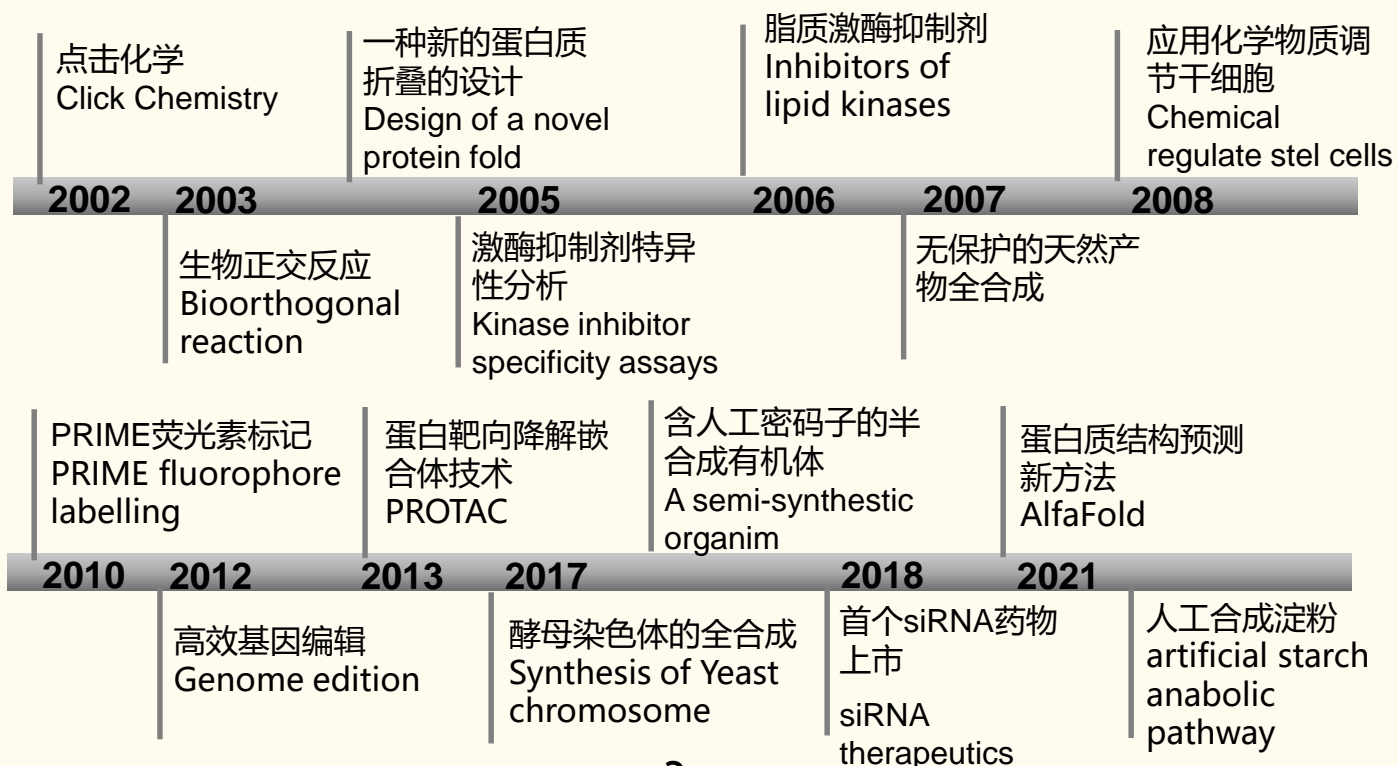 点击化学
Click Chemistry
一种新的蛋白质
折叠的设计
Design of a novel
protein fold
脂质激酶抑制剂
Inhibitors of
lipid kinases
应用化学物质调
节干细胞
Chemical
regulate stel cells
2002 2003 2005 2006 2007 2008
生物正交反应
Bioorthogonal
reaction
激酶抑制剂特异
性分析
Kinase inhibitor
specificity assays
无保护的天然产
物全合成
PRIME荧光素标记
PRIME fluorophore
labelling
蛋白靶向降解嵌
合体技术
PROTAC
含人工密码子的半
合成有机体
A semi-synthestic
organim
蛋白质结构预测
新方法
AlfaFold
2010 2012 2013 2017 2018 2021
高效基因编辑
Genome edition
酵母染色体的全合成
Synthesis of Yeast
chromosome
首个siRNA药物
上市
siRNA
therapeutics
人工合成淀粉
artificial starch
anabolic
pathway